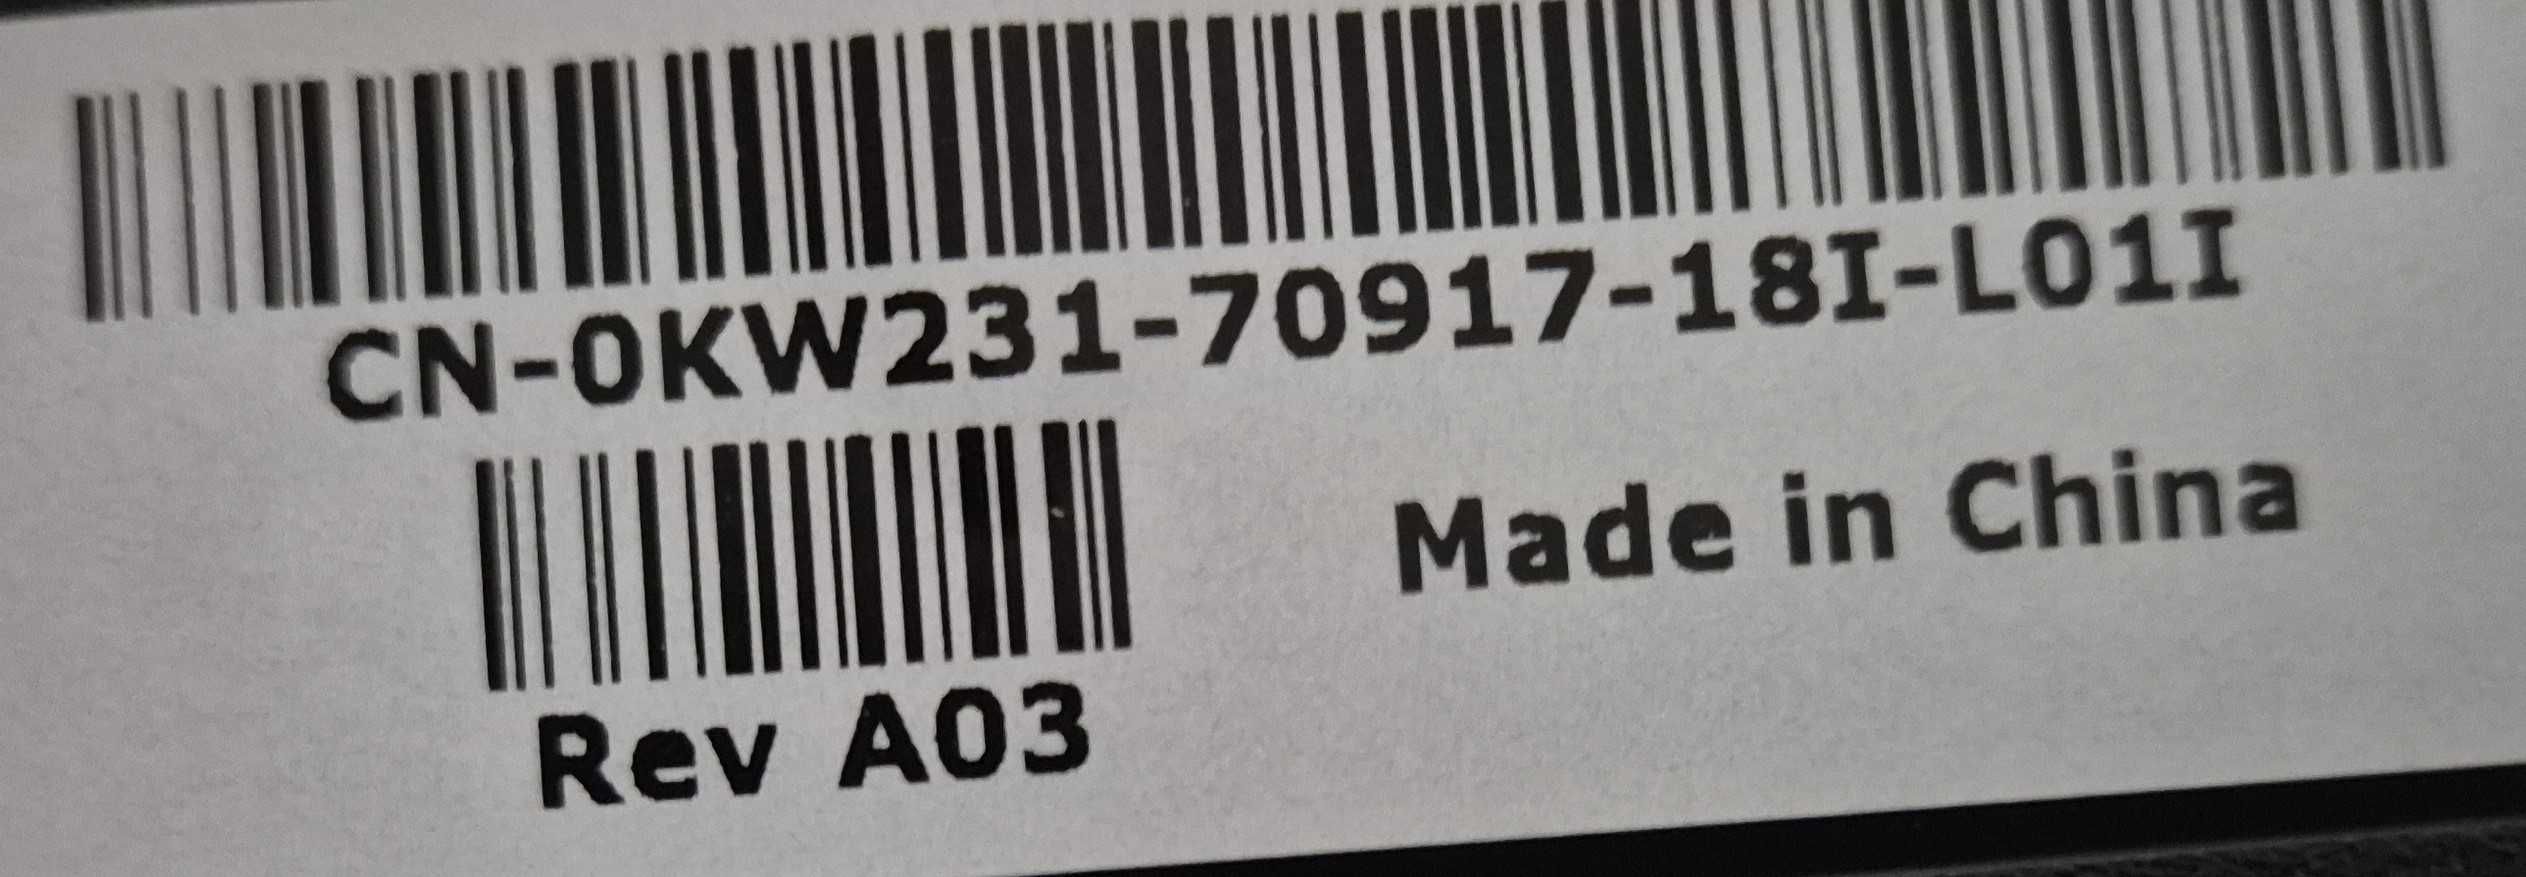 CN-0KW231-70917-18I-L01I
Rev A03
Made in China